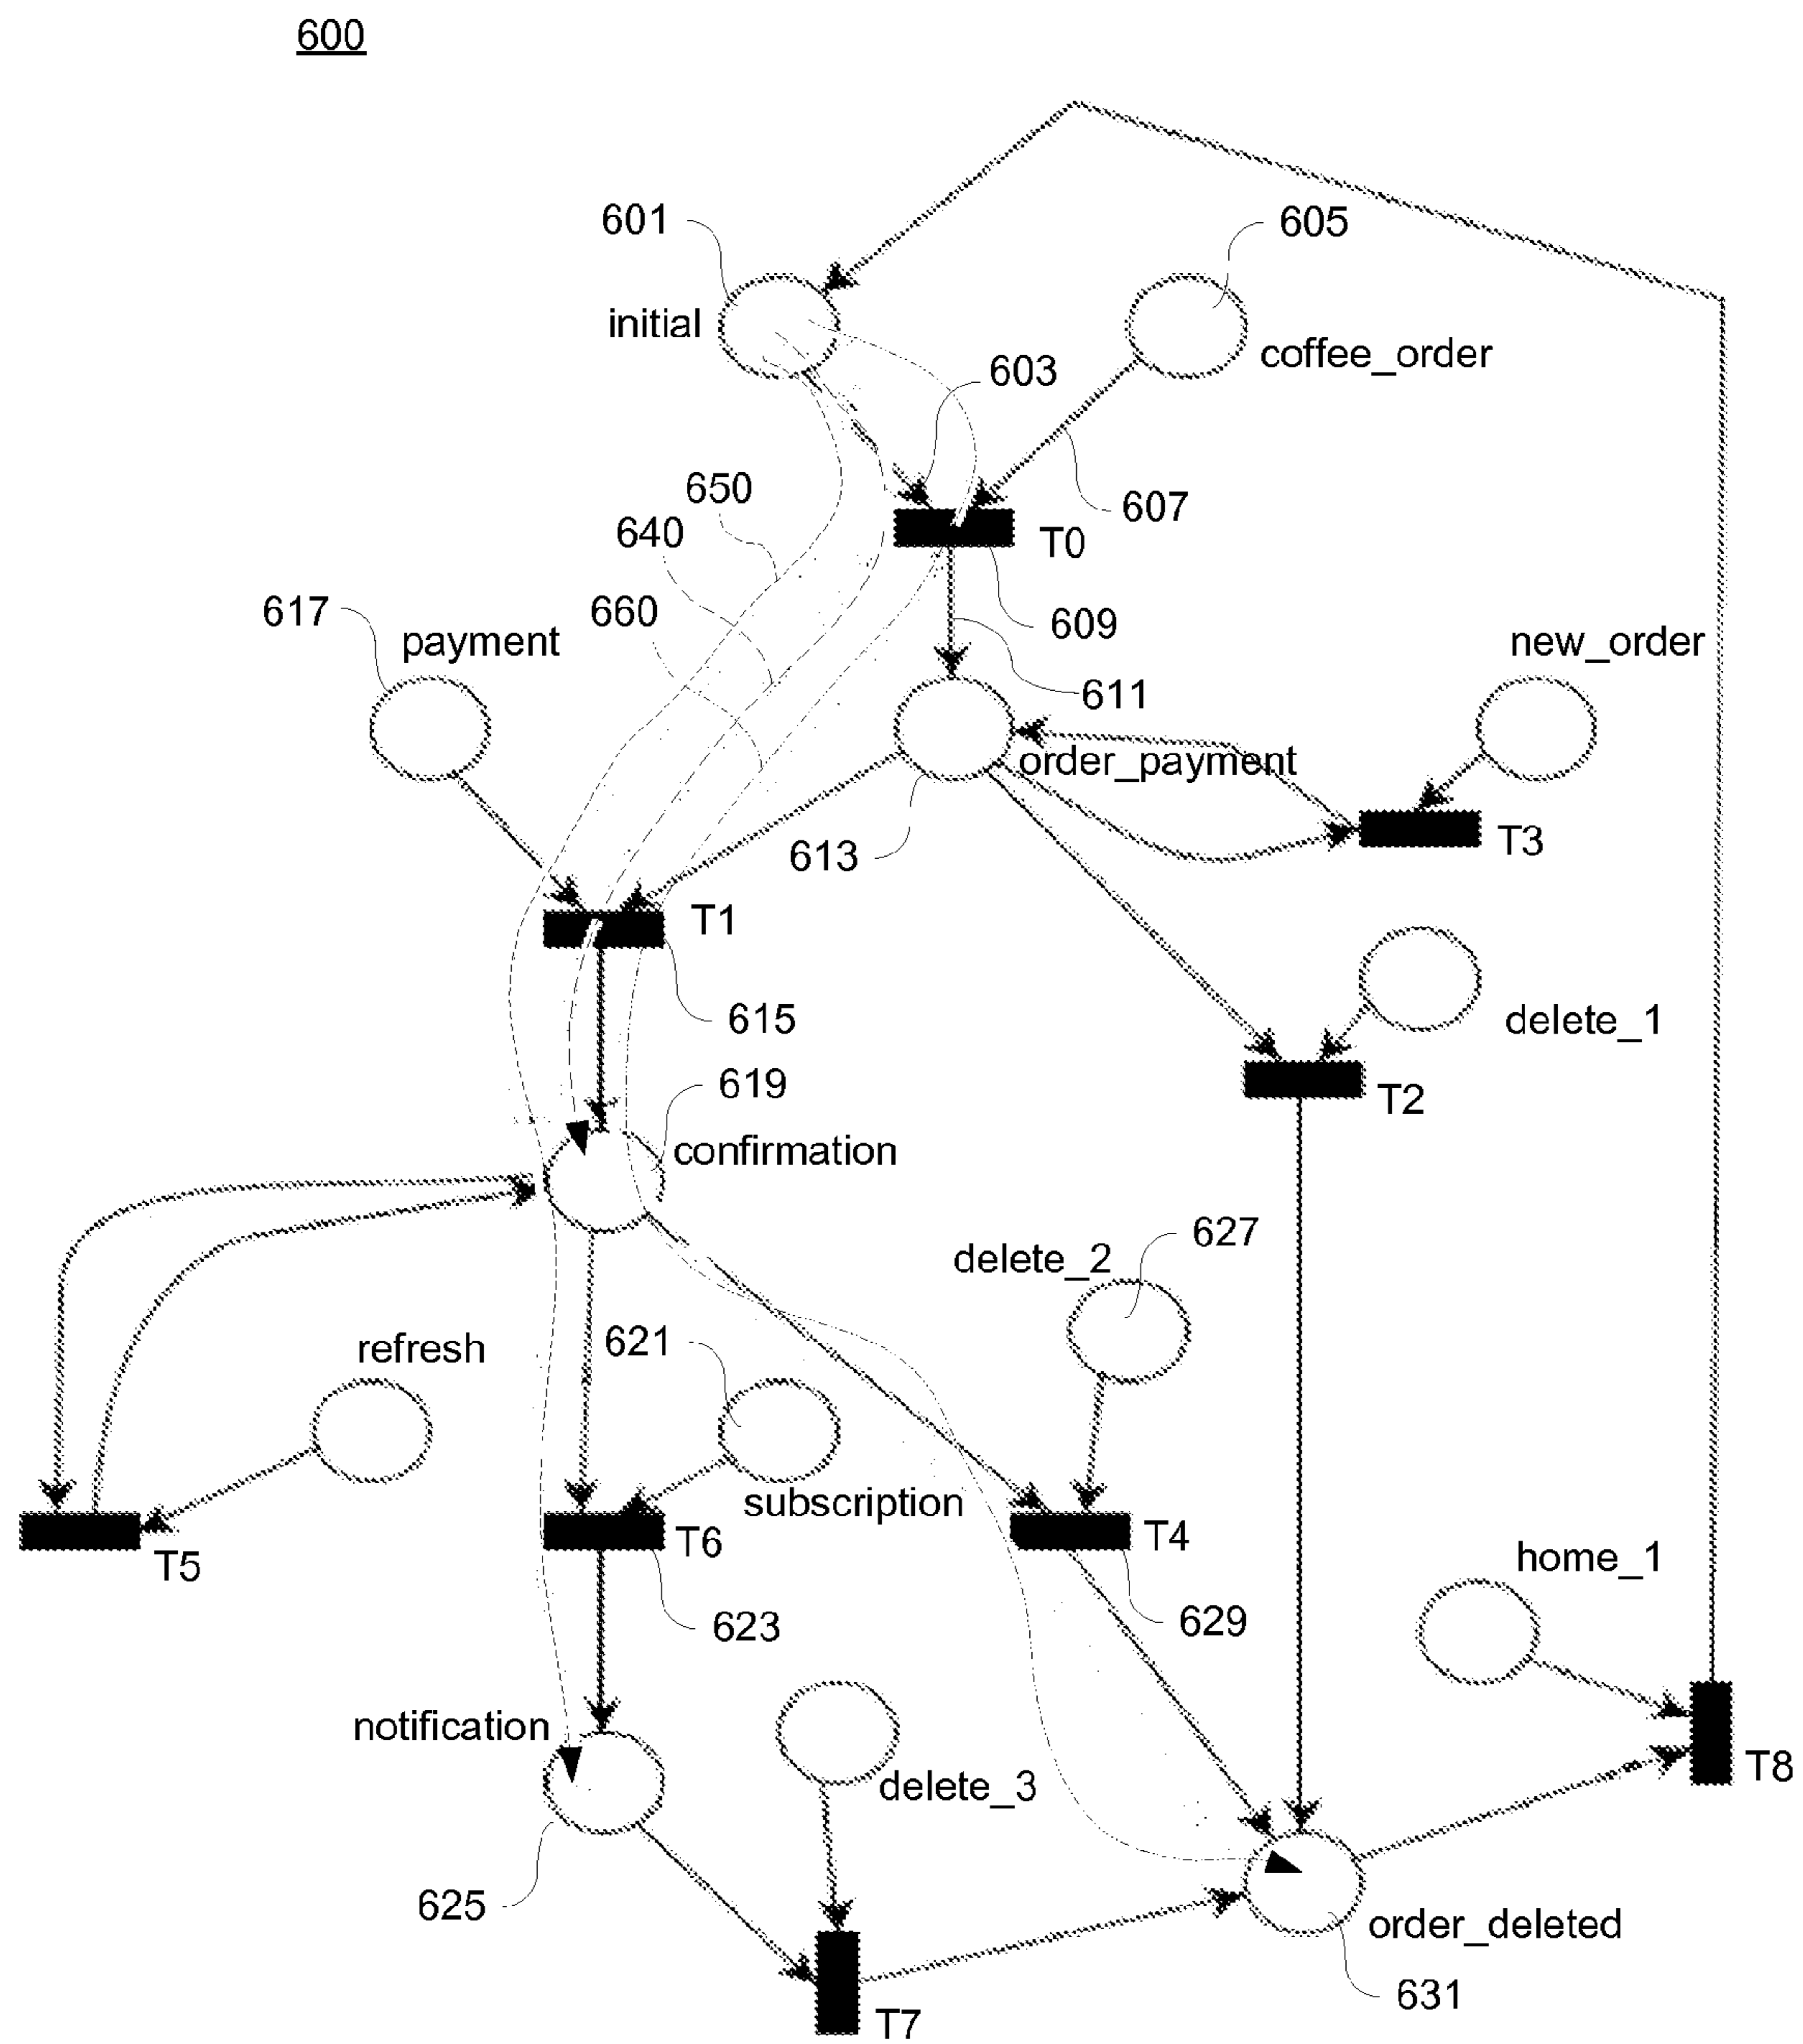 600
601
605
initial
coffee_order
603
650
607
640
T0
660
617
609
payment
new_order
611
order_payment
T3
613
T1
615
delete_1
619
T2
confirmation
627
delete_2
621
refresh
subscription
T6
T4
home_1
T5
623
629
notification
T8
delete_3
625
order_deleted
631
T7